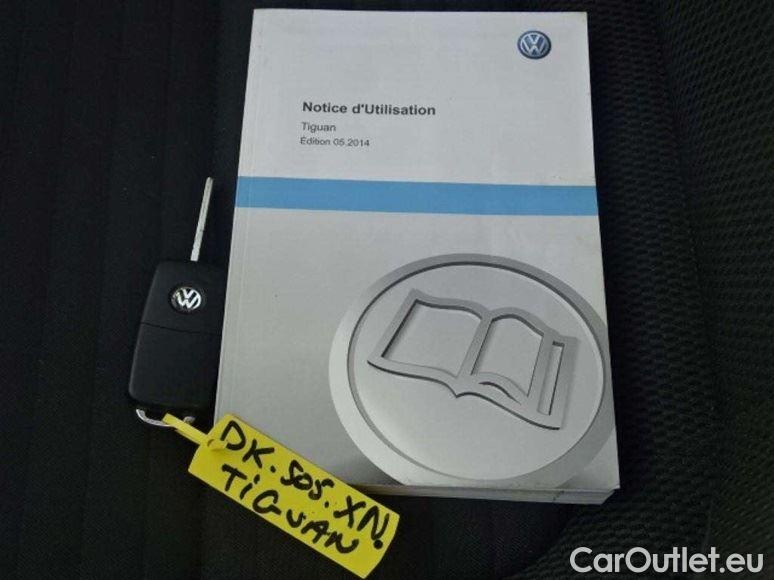 Notice d'Utilisation
Tiguan
Édition 05.2014
DK.505.XN.
TIGUAN
CarOutlet.eu